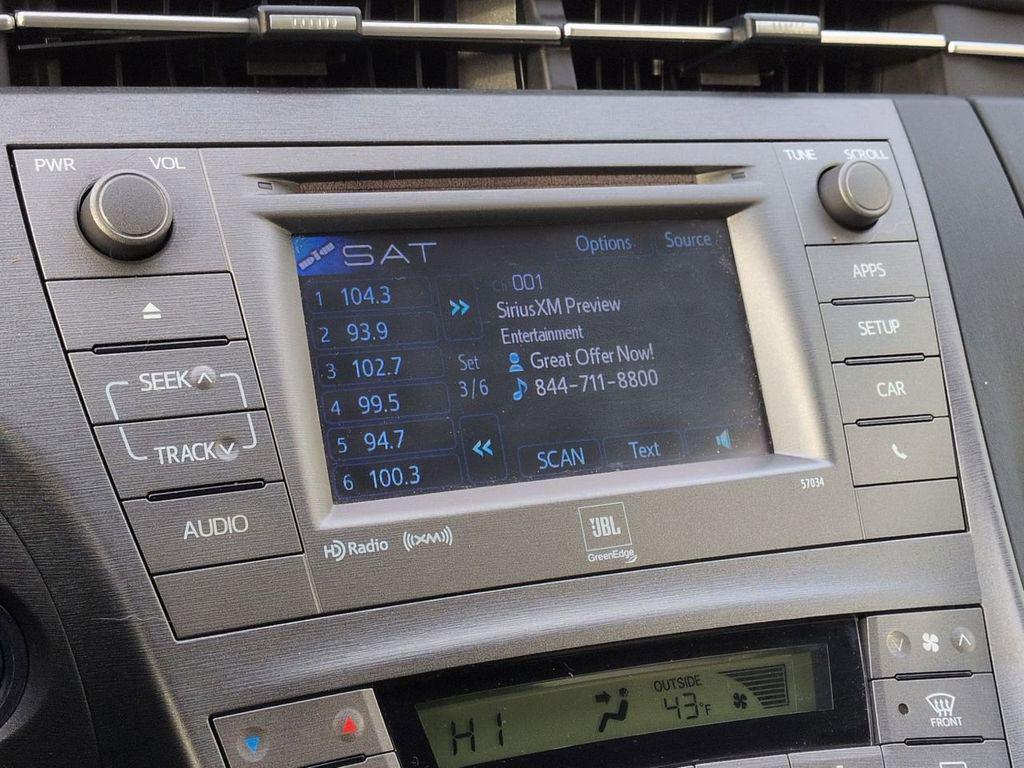 PWR VOL
TUNE SCROLL
SAT
Options Source
1 104.3
2 93.9
3 102.7
4 99.5
5 94.7
6 100.3
Set
3/6
Ch 001
SiriusXM Preview
Entertainment
Great Offer Now!
844-711-8800
SCAN Text
SEEK
TRACK
AUDIO
APPS
SETUP
CAR
57034
HD Radio
((XM))
JBL
GreenEdge
HI
OUTSIDE
43°F
FRONT